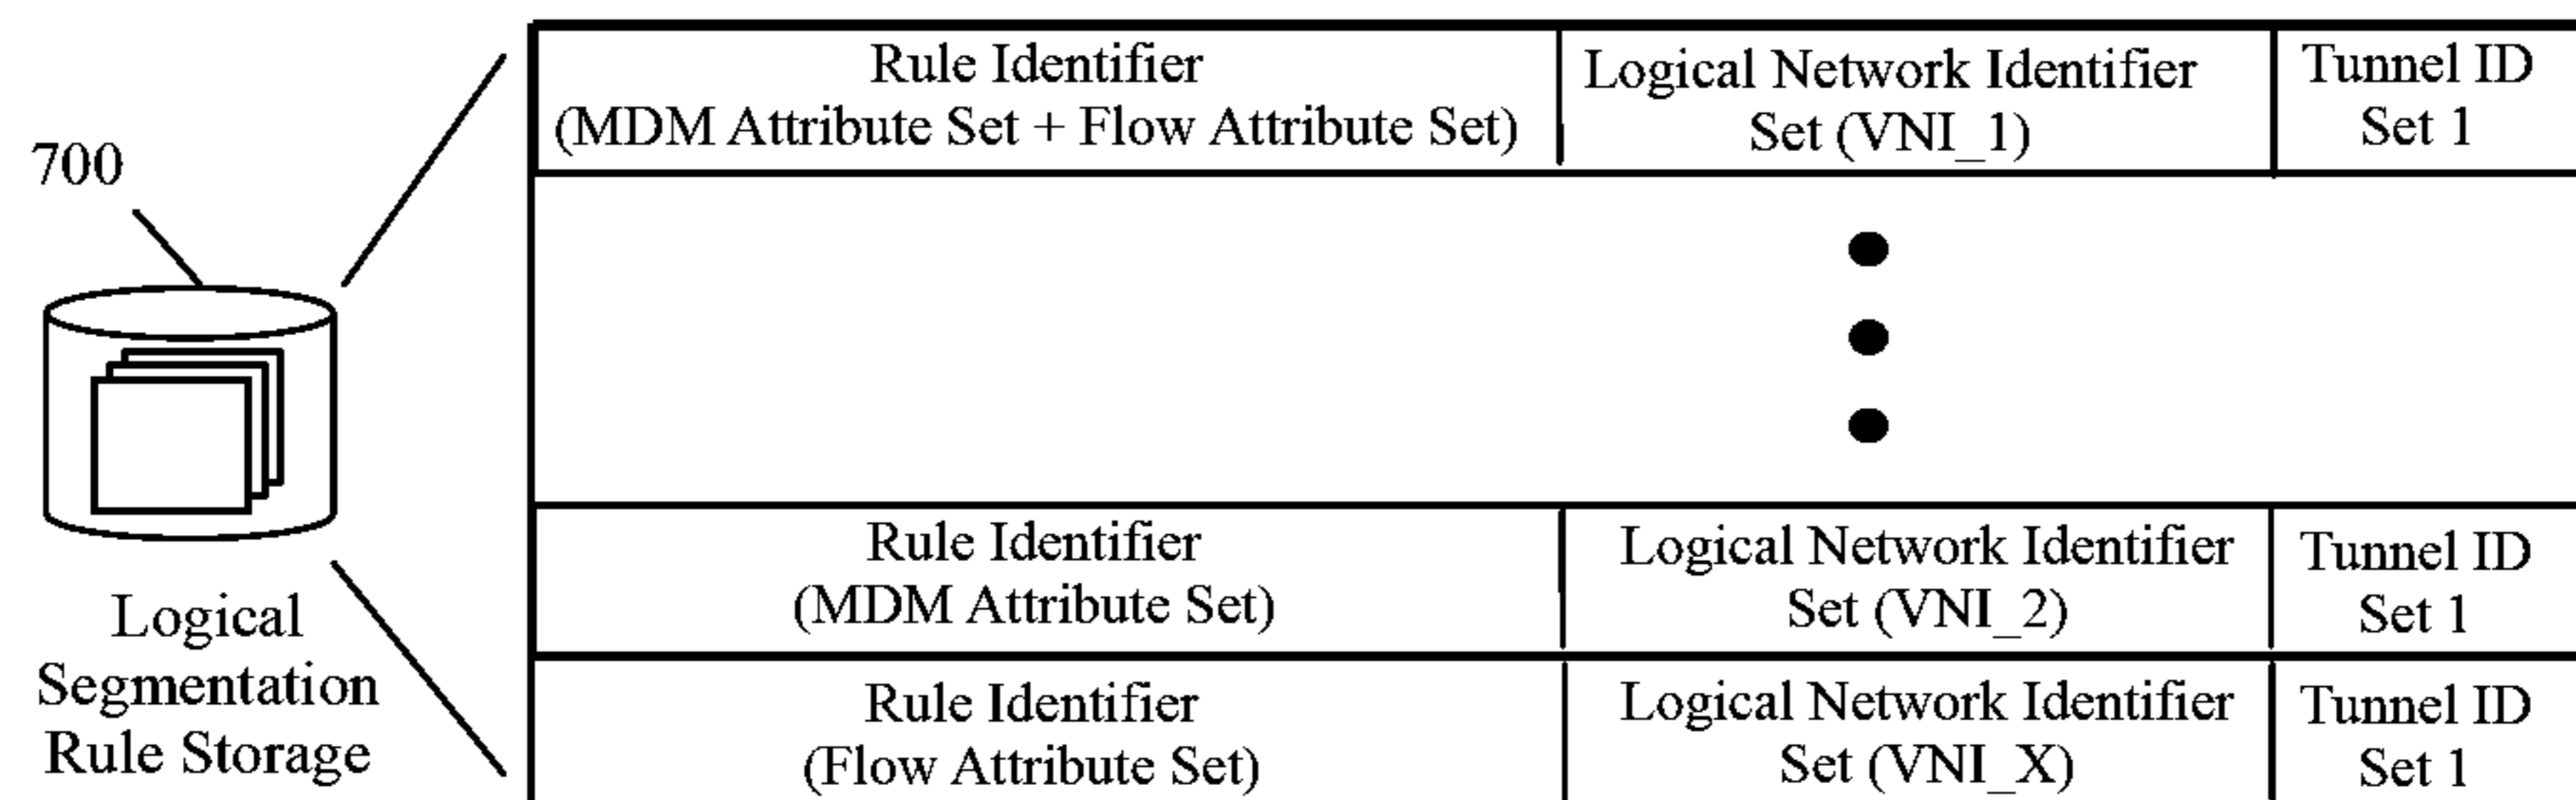 700
Logical
Segmentation
Rule Storage
Rule Identifier
(MDM Attribute Set + Flow Attribute Set)
Logical Network Identifier
Set (VNI_1)
Tunnel ID
Set 1
Rule Identifier
(MDM Attribute Set)
Logical Network Identifier
Set (VNI_2)
Tunnel ID
Set 1
Rule Identifier
(Flow Attribute Set)
Logical Network Identifier
Set (VNI_X)
Tunnel ID
Set 1